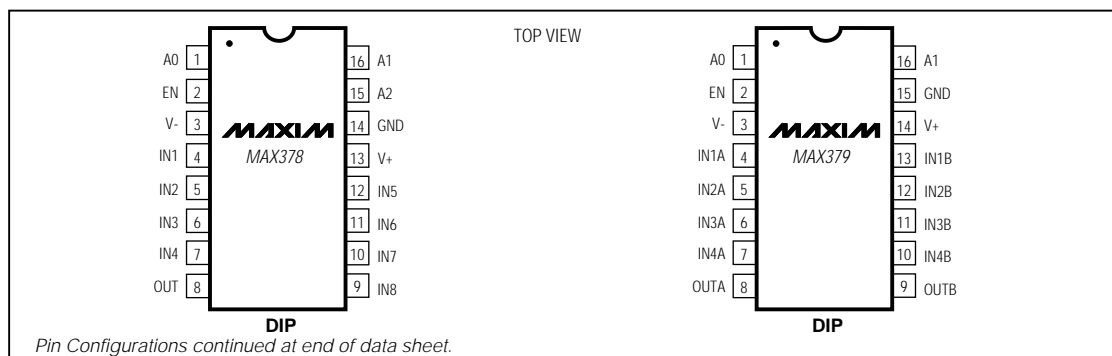 TOP VIEW
A0 1
EN 2
V- 3
IN1 4
IN2 5
IN3 6
IN4 7
OUT 8
MAXIM
MAX378
16 A1
15 A2
14 GND
13 V+
12 IN5
11 IN6
10 IN7
9 IN8
DIP
A0 1
EN 2
V- 3
IN1A 4
IN2A 5
IN3A 6
IN4A 7
OUTA 8
MAXIM
MAX379
16 A1
15 GND
14 V+
13 IN1B
12 IN2B
11 IN3B
10 IN4B
9 OUTB
DIP
Pin Configurations continued at end of data sheet.